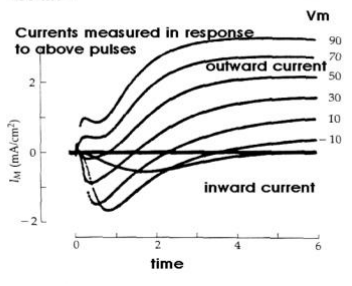 Vm
Currents measured in response
to above pulses
90
70
outward current
50
2
30
10
I_M (mA/cm²)
0
-10
inward current
-2
0 2 4 6
time